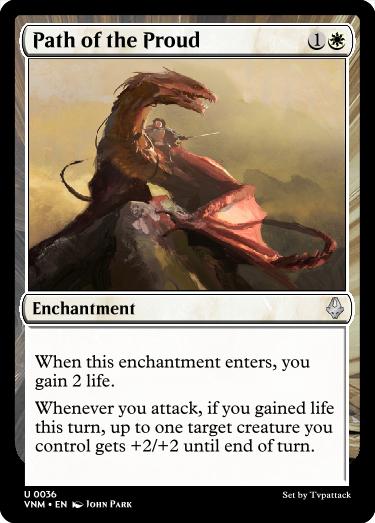 Path of the Proud 1
Enchantment
When this enchantment enters, you
gain 2 life.
Whenever you attack, if you gained life
this turn, up to one target creature you
control gets +2/+2 until end of turn.
U 0036
VNM • EN John Park
Set by Tvpattack